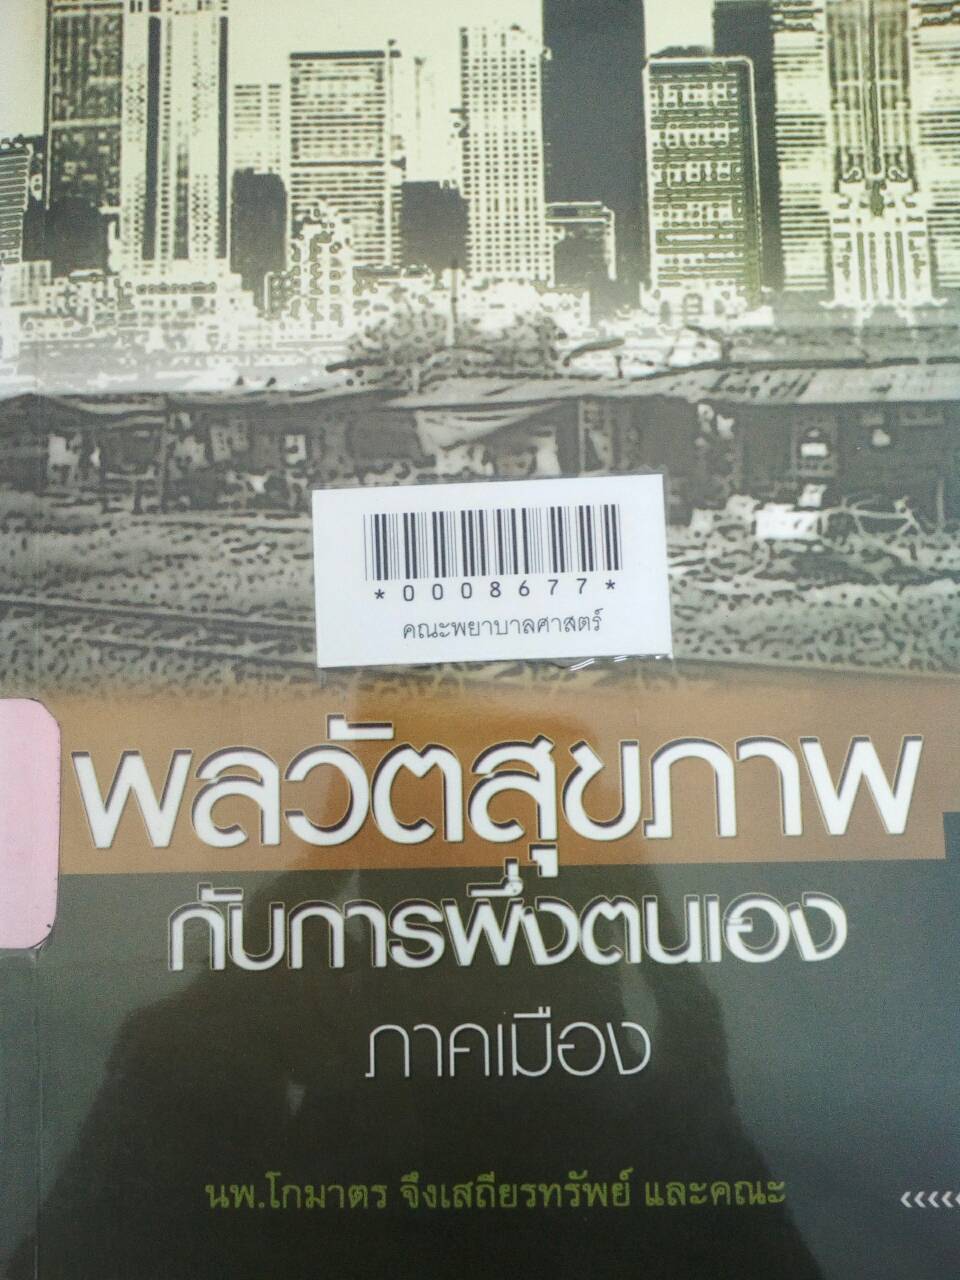 *0008677*
คณะพยาบาลศาสตร์
พลวัตสุขภาพ
กับการพึ่งตนเอง
ภาคเมือง
นพ.โกมาตร จึงเสถียรทรัพย์ และคณะ